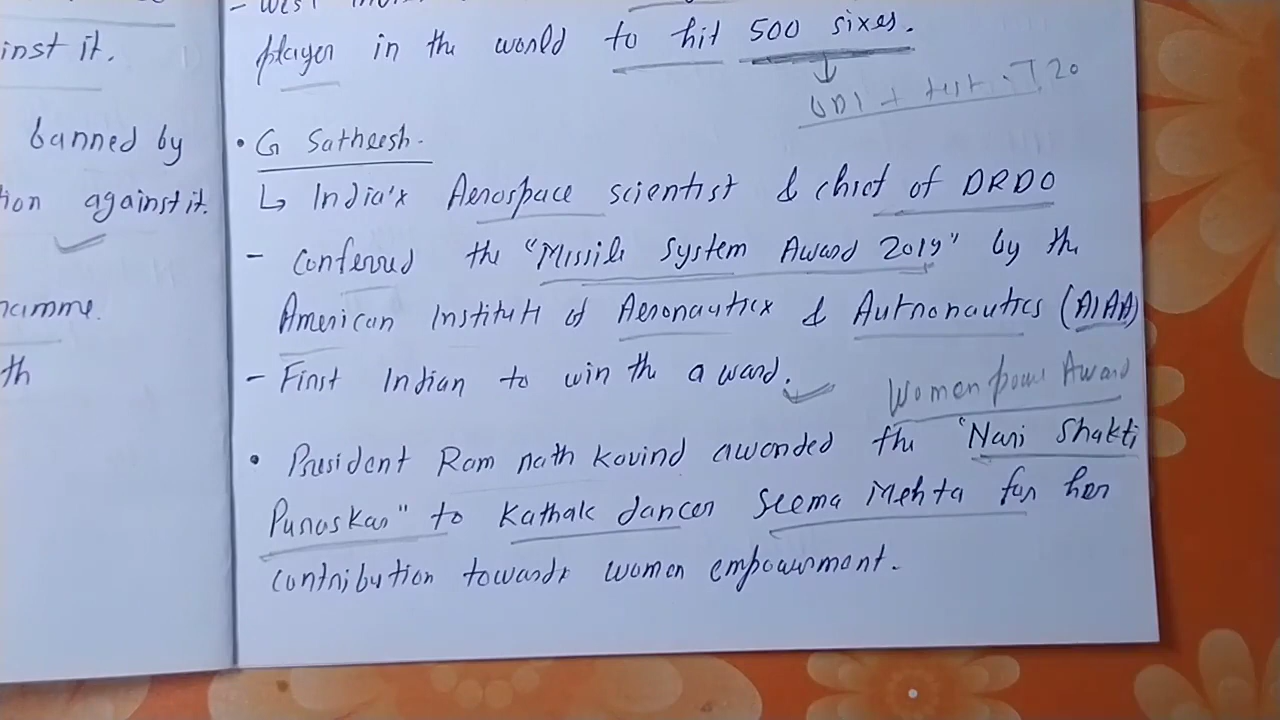 inst it.
banned by
ion against it.
ramme.
th
- West
player in the world to hit 500 sixes.
ODI + test + T20
• G Satheesh.
↳ India's Aerospace scientist & chief of DRDO
- Conferred the "Missile System Award 2019" by the
American Institute of Aeronautics & Autronautics (AIAA)
- First Indian to win the award.
Women power Award
• President Ram nath kovind awarded the "Nari Shakti
Puraskar" to Kathak dancer Seema Mehta for her
contribution towards women empowerment.